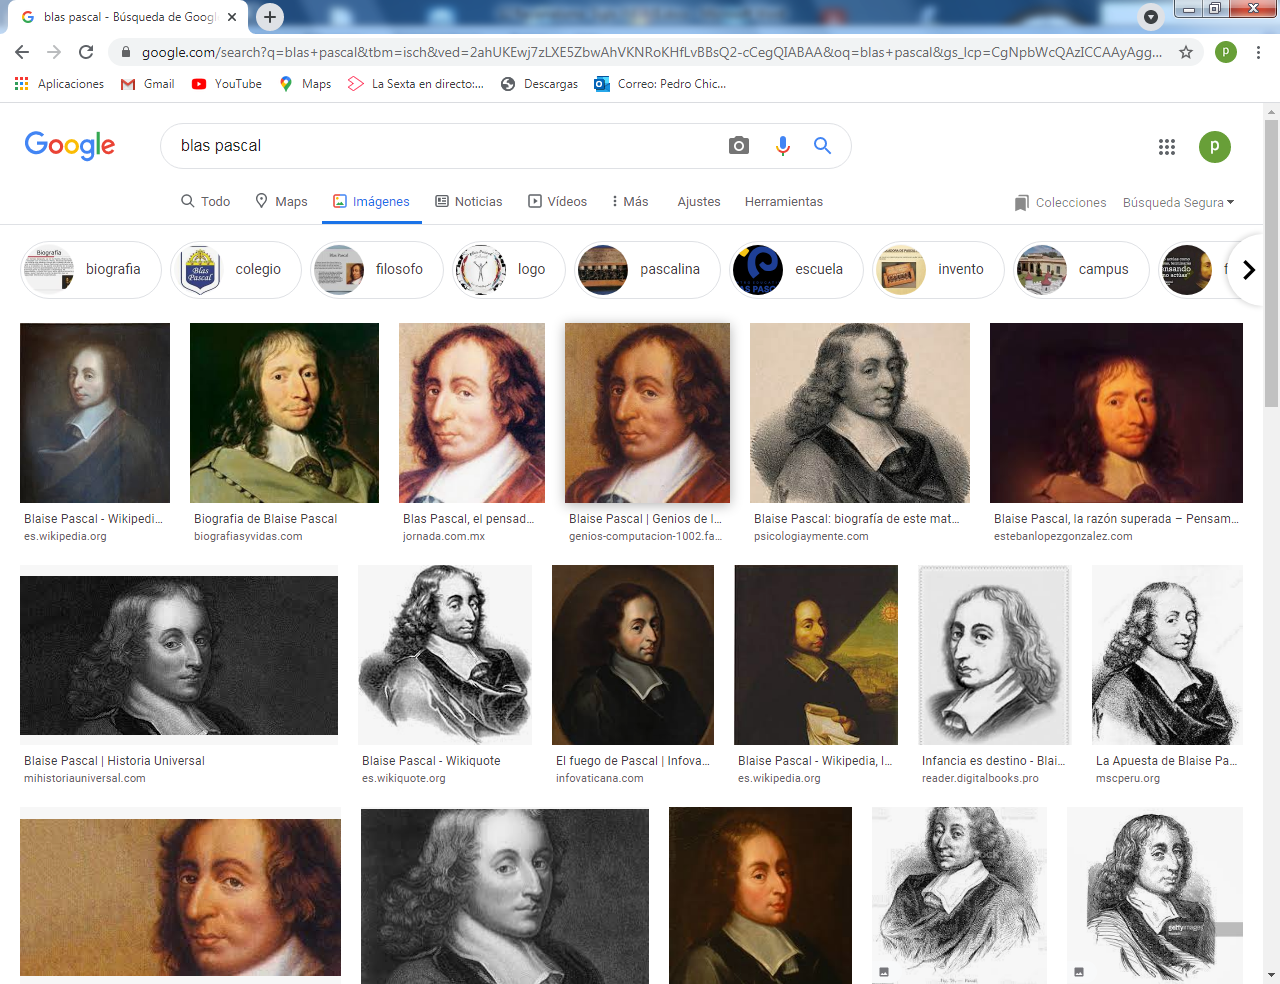 blas pascal - Búsqueda de Googl
google.com/search?q=blas+pascal&tbm=isch&ved=2ahUKEwj7zLXE5ZbwAhVKNRoKHfLvBBsQ2-cCegQIABAA&oq=blas+pascal&gs_lcp=CgNpbWcQAzICCAAyAgg...
P
Aplicaciones Gmail YouTube Maps La Sexta en directo:... Descargas Correo: Pedro Chic...
Google
blas pascal
p
Todo Maps Imágenes Noticias Vídeos Más Ajustes Herramientas Colecciones Búsqueda Segura
biografia colegio filosofo logo pascalina escuela invento campus f
Biografía
Blas Pascal
Blaise Pascal - Wikipedi... Biografia de Blaise Pascal Blas Pascal, el pensad... Blaise Pascal | Genios de l... Blaise Pascal: biografía de este mat... Blaise Pascal, la razón superada – Pensam...
es.wikipedia.org biografiasyvidas.com jornada.com.mx genios-computacion-1002.fa... psicologiaymente.com estebanlopezgonzalez.com
Blaise Pascal | Historia Universal Blaise Pascal - Wikiquote El fuego de Pascal | Infova... Blaise Pascal - Wikipedia, l... Infancia es destino - Blai... La Apuesta de Blaise Pa...
mihistoriauniversal.com es.wikiquote.org infovaticana.com es.wikipedia.org reader.digitalbooks.pro mscperu.org
gettyimages